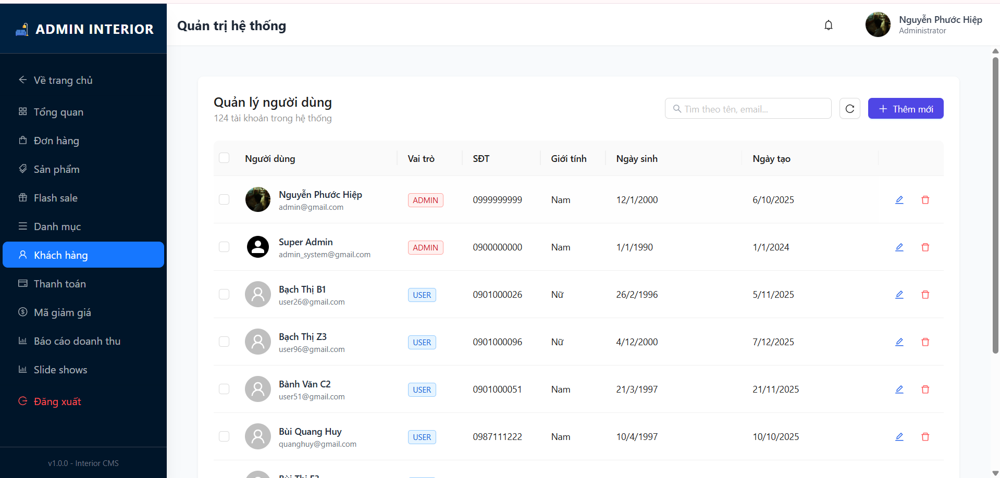 ADMIN INTERIOR
Quản trị hệ thống
Nguyễn Phước Hiệp
Administrator
Về trang chủ
Tổng quan
Đơn hàng
Sản phẩm
Flash sale
Danh mục
Khách hàng
Thanh toán
Mã giảm giá
Báo cáo doanh thu
Slide shows
Đăng xuất
v1.0.0 - Interior CMS
Quản lý người dùng
124 tài khoản trong hệ thống
Tìm theo tên, email...
Thêm mới
Người dùng Vai trò SĐT Giới tính Ngày sinh Ngày tạo
Nguyễn Phước Hiệp
admin@gmail.com
ADMIN 0999999999 Nam 12/1/2000 6/10/2025
Super Admin
admin_system@gmail.com
ADMIN 0900000000 Nam 1/1/1990 1/1/2024
Bạch Thị B1
user26@gmail.com
USER 0901000026 Nữ 26/2/1996 5/11/2025
Bạch Thị Z3
user96@gmail.com
USER 0901000096 Nữ 4/12/2000 7/12/2025
Bành Văn C2
user51@gmail.com
USER 0901000051 Nam 21/3/1997 21/11/2025
Bùi Quang Huy
quanghuy@gmail.com
USER 0987111222 Nam 10/4/1997 10/10/2025